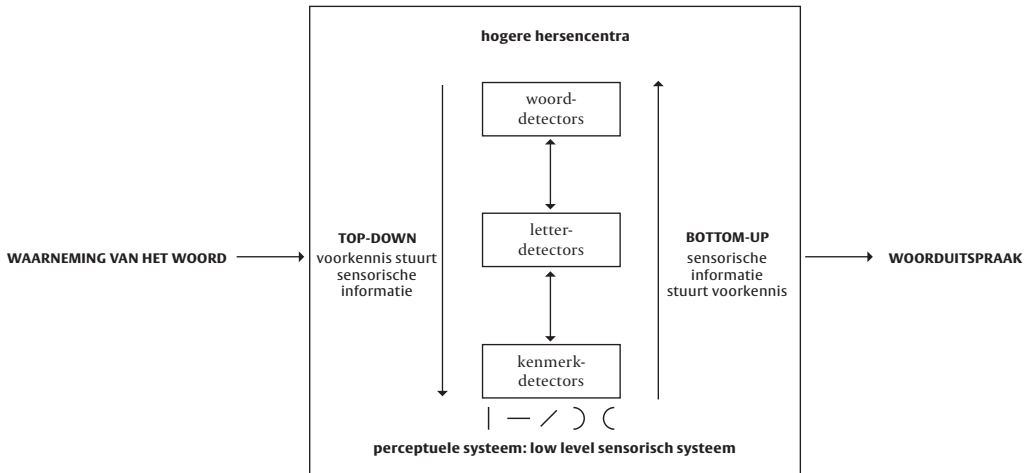 hogere hersencentra
woord-
detectors
WAARNEMING VAN HET WOORD
TOP-DOWN
voorkennis stuurt
sensorische
informatie
letter-
detectors
BOTTOM-UP
sensorische
informatie
stuurt voorkennis
WOORDUITSPRAAK
kenmerk-
detectors
perceptuele systeem: low level sensorisch systeem